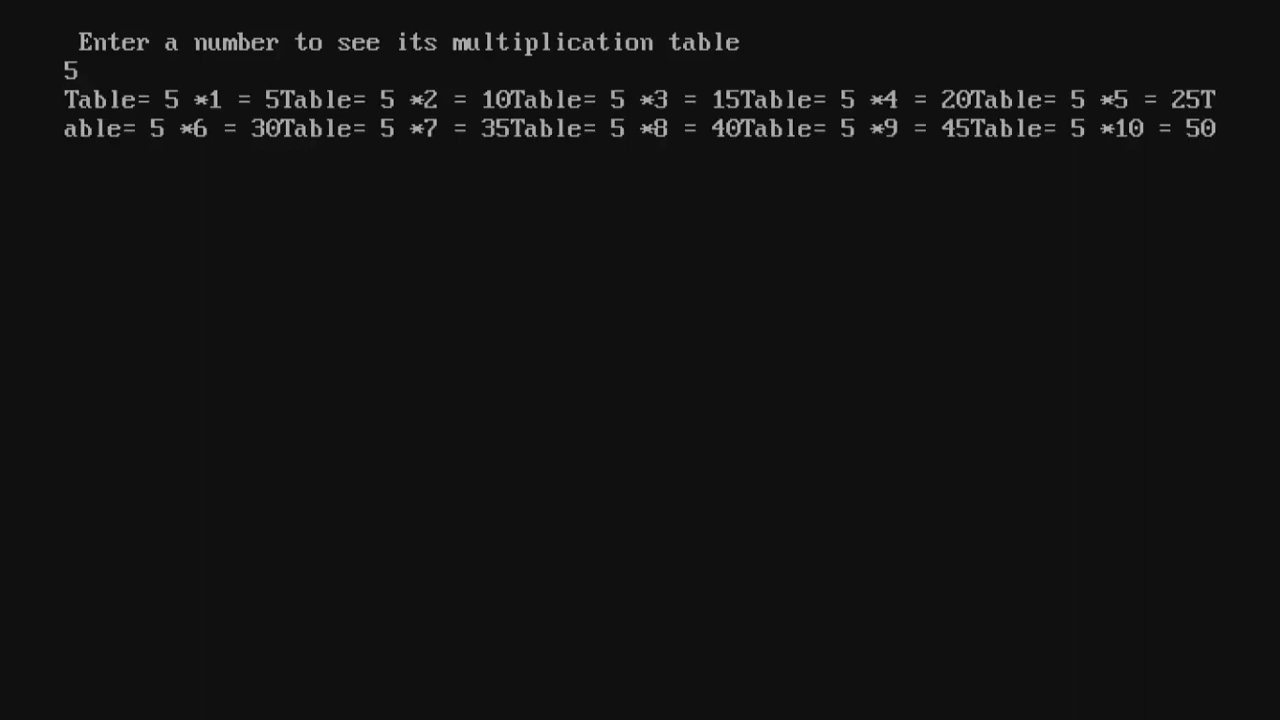 Enter a number to see its multiplication table
5
Table= 5 *1 = 5Table= 5 *2 = 10Table= 5 *3 = 15Table= 5 *4 = 20Table= 5 *5 = 25T
able= 5 *6 = 30Table= 5 *7 = 35Table= 5 *8 = 40Table= 5 *9 = 45Table= 5 *10 = 50